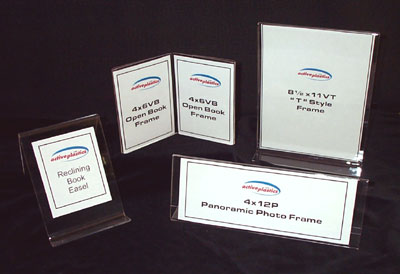 activeplastics
4x6VB
Open Book
Frame
activeplastics
4x6VB
Open Book
Frame
activeplastics
8½x11VT
"T" Style
Frame
activeplastics
Reclining
Book
Easel
activeplastics
4x12P
Panoramic Photo Frame